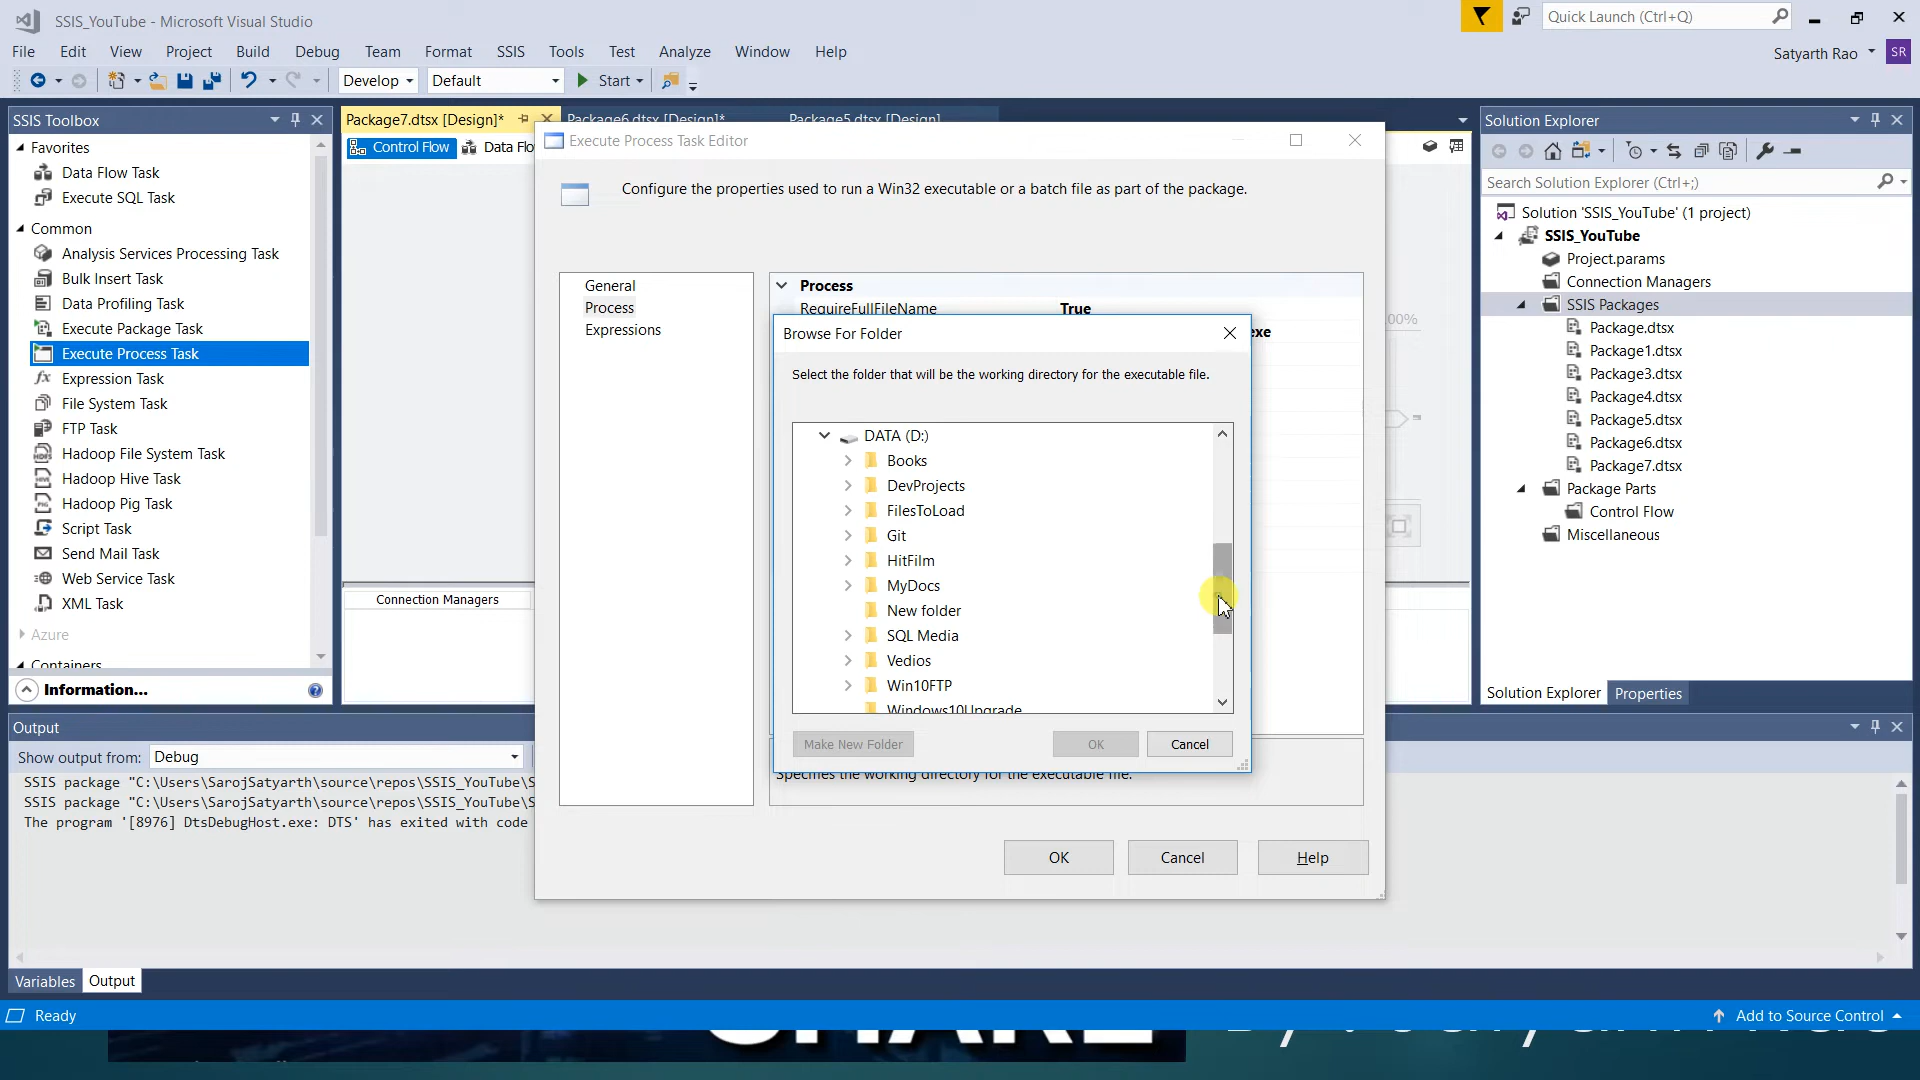 SSIS_YouTube - Microsoft Visual Studio
Quick Launch (Ctrl+Q)
File Edit View Project Build Debug Team Format SSIS Tools Test Analyze Window Help
Satyarth Rao SR
Develop Default Start
SSIS Toolbox
Favorites
Data Flow Task
Execute SQL Task
Common
Analysis Services Processing Task
Bulk Insert Task
Data Profiling Task
Execute Package Task
Execute Process Task
Expression Task
File System Task
FTP Task
Hadoop File System Task
Hadoop Hive Task
Hadoop Pig Task
Script Task
Send Mail Task
Web Service Task
XML Task
Azure
Containers
Information...
Package7.dtsx [Design]* Package6.dtsx [Design]* Package5.dtsx [Design]
Control Flow Data Flo
00%
Connection Managers
Execute Process Task Editor
Configure the properties used to run a Win32 executable or a batch file as part of the package.
General
Process
Expressions
Process
RequireFullFileName True
exe
Browse For Folder
Select the folder that will be the working directory for the executable file.
DATA (D:)
Books
DevProjects
FilesToLoad
Git
HitFilm
MyDocs
New folder
SQL Media
Vedios
Win10FTP
Windows10Upgrade
Make New Folder OK Cancel
Specifies the working directory for the executable file.
OK Cancel Help
Solution Explorer
Search Solution Explorer (Ctrl+;)
Solution 'SSIS_YouTube' (1 project)
SSIS_YouTube
Project.params
Connection Managers
SSIS Packages
Package.dtsx
Package1.dtsx
Package3.dtsx
Package4.dtsx
Package5.dtsx
Package6.dtsx
Package7.dtsx
Package Parts
Control Flow
Miscellaneous
Solution Explorer Properties
Output
Show output from: Debug
SSIS package "C:\Users\SarojSatyarth\source\repos\SSIS_YouTube\S
SSIS package "C:\Users\SarojSatyarth\source\repos\SSIS_YouTube\S
The program '[8976] DtsDebugHost.exe: DTS' has exited with code
Variables Output
Ready
Add to Source Control